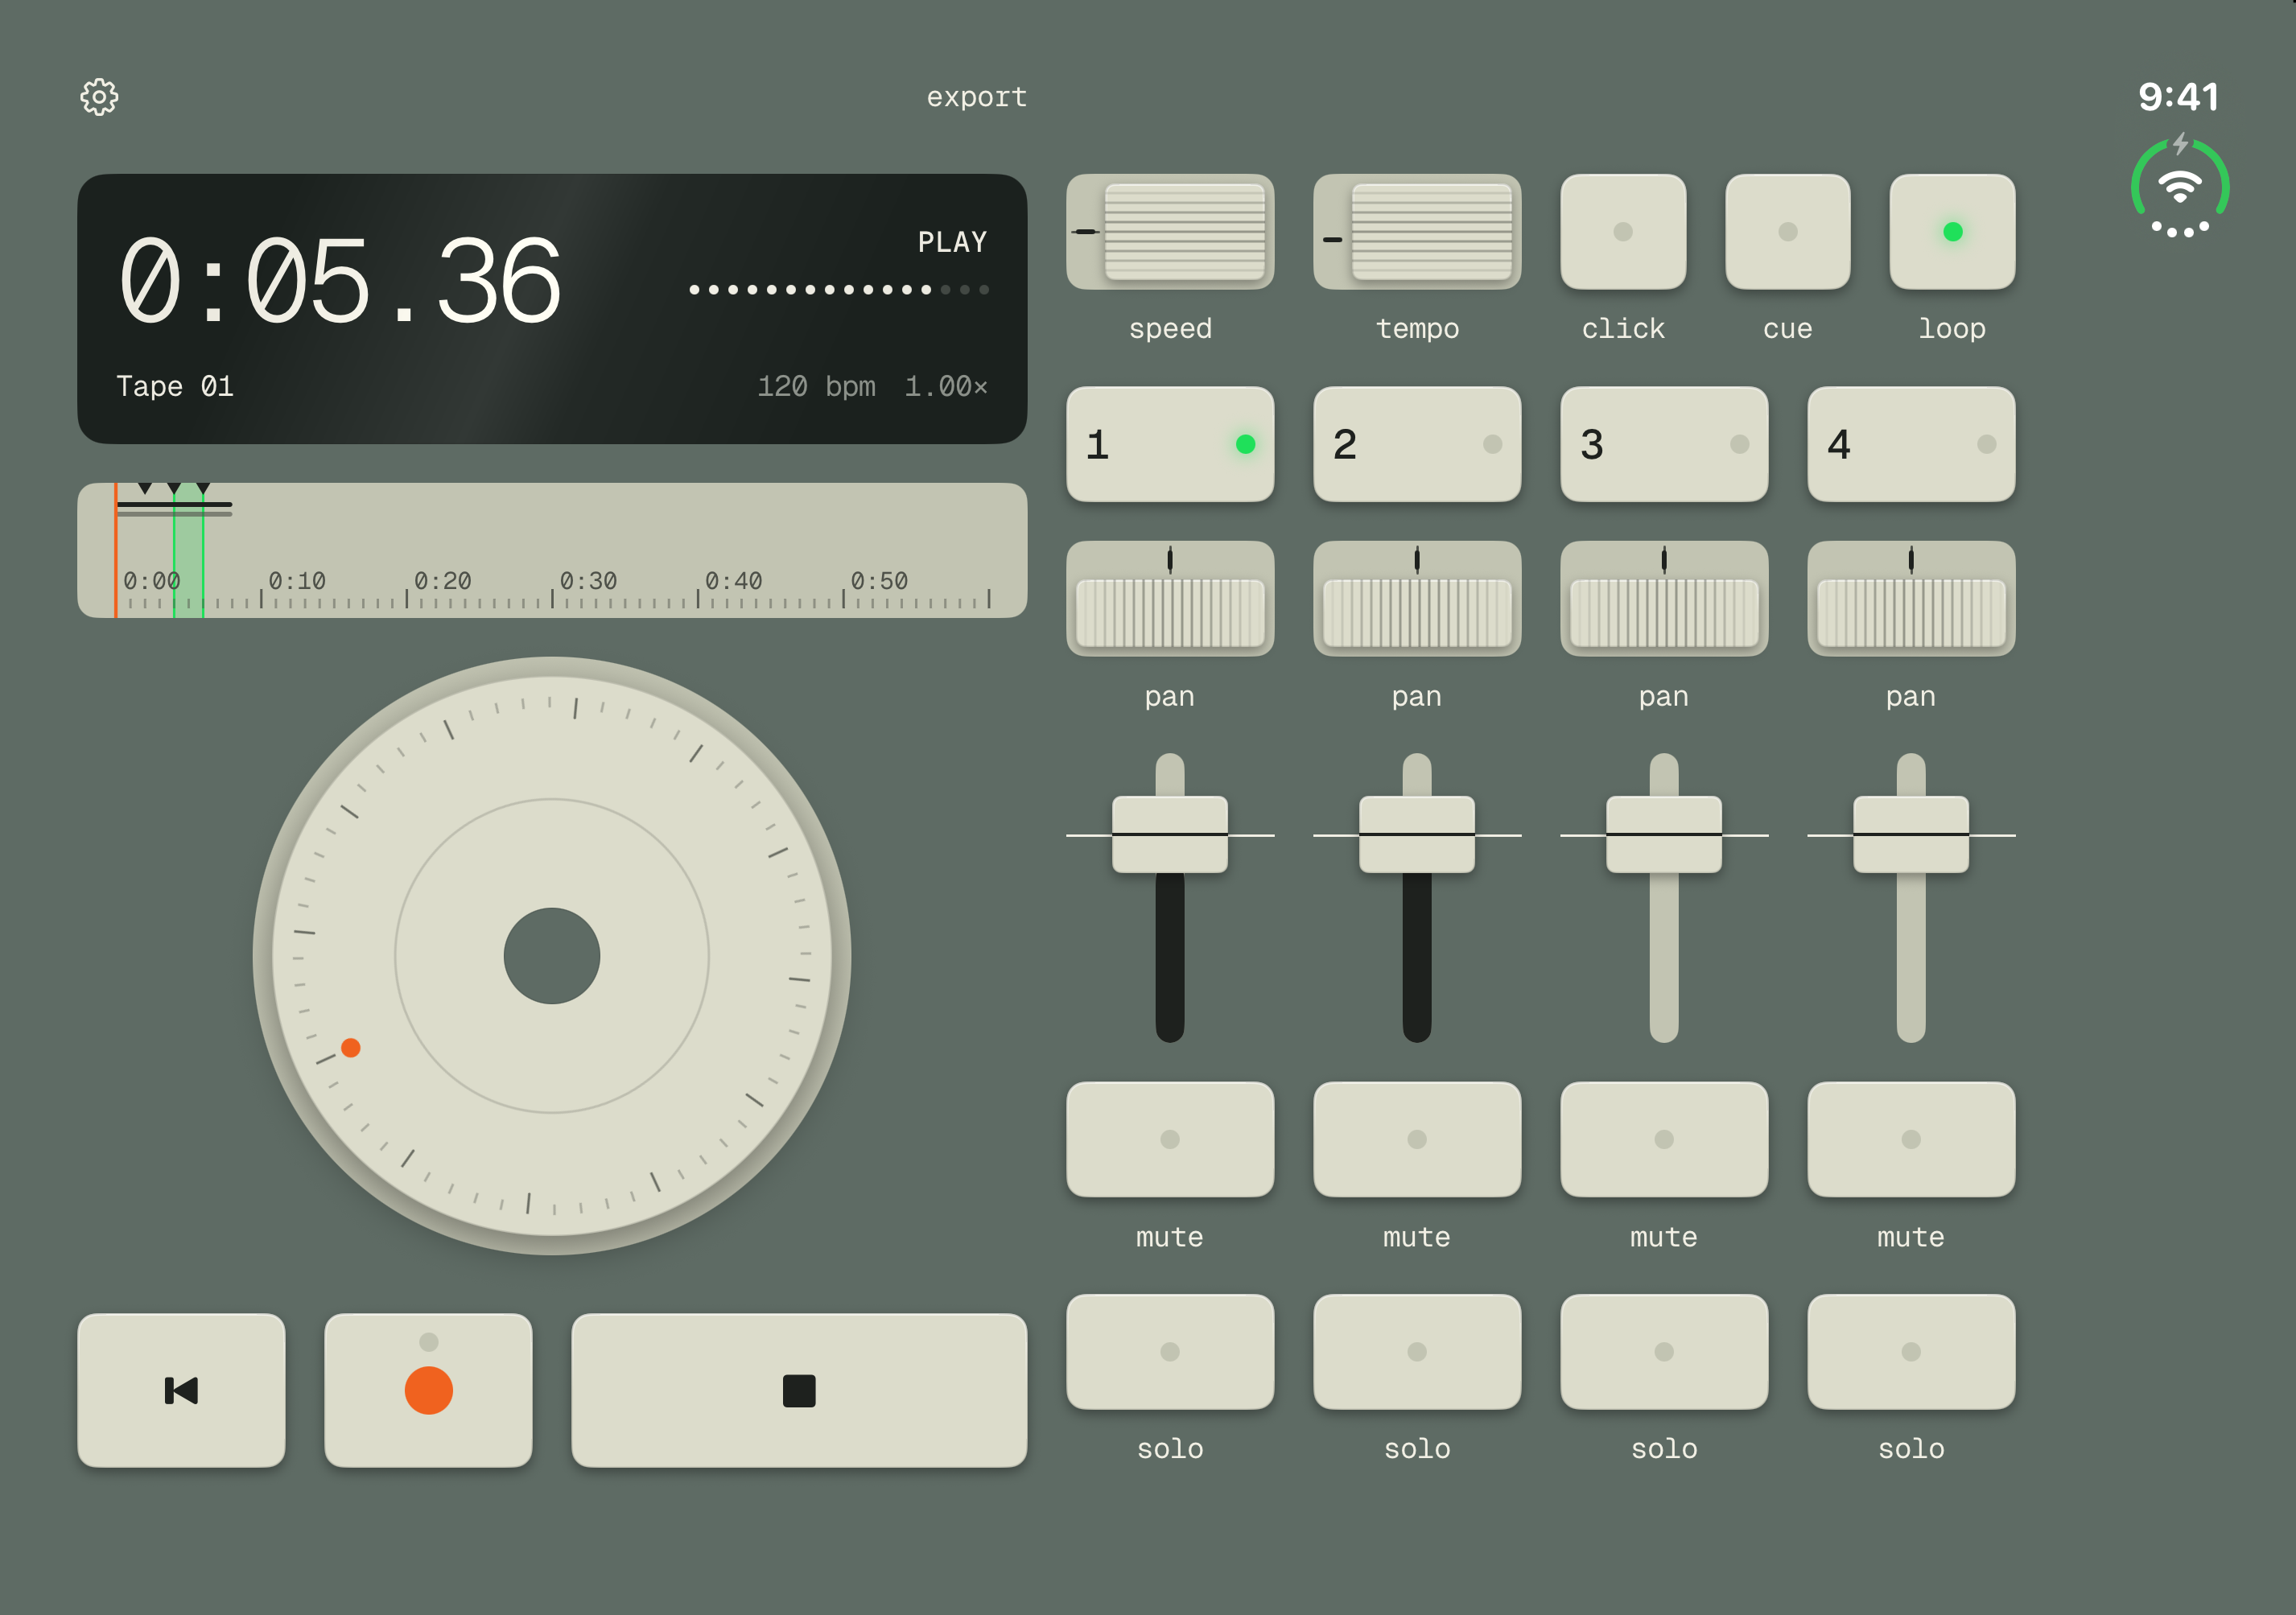 export
9:41
0:05.36
PLAY
Tape 01
120 bpm 1.00×
0:00 0:10 0:20 0:30 0:40 0:50
speed tempo click cue loop
1 2 3 4
pan pan pan pan
mute mute mute mute
solo solo solo solo